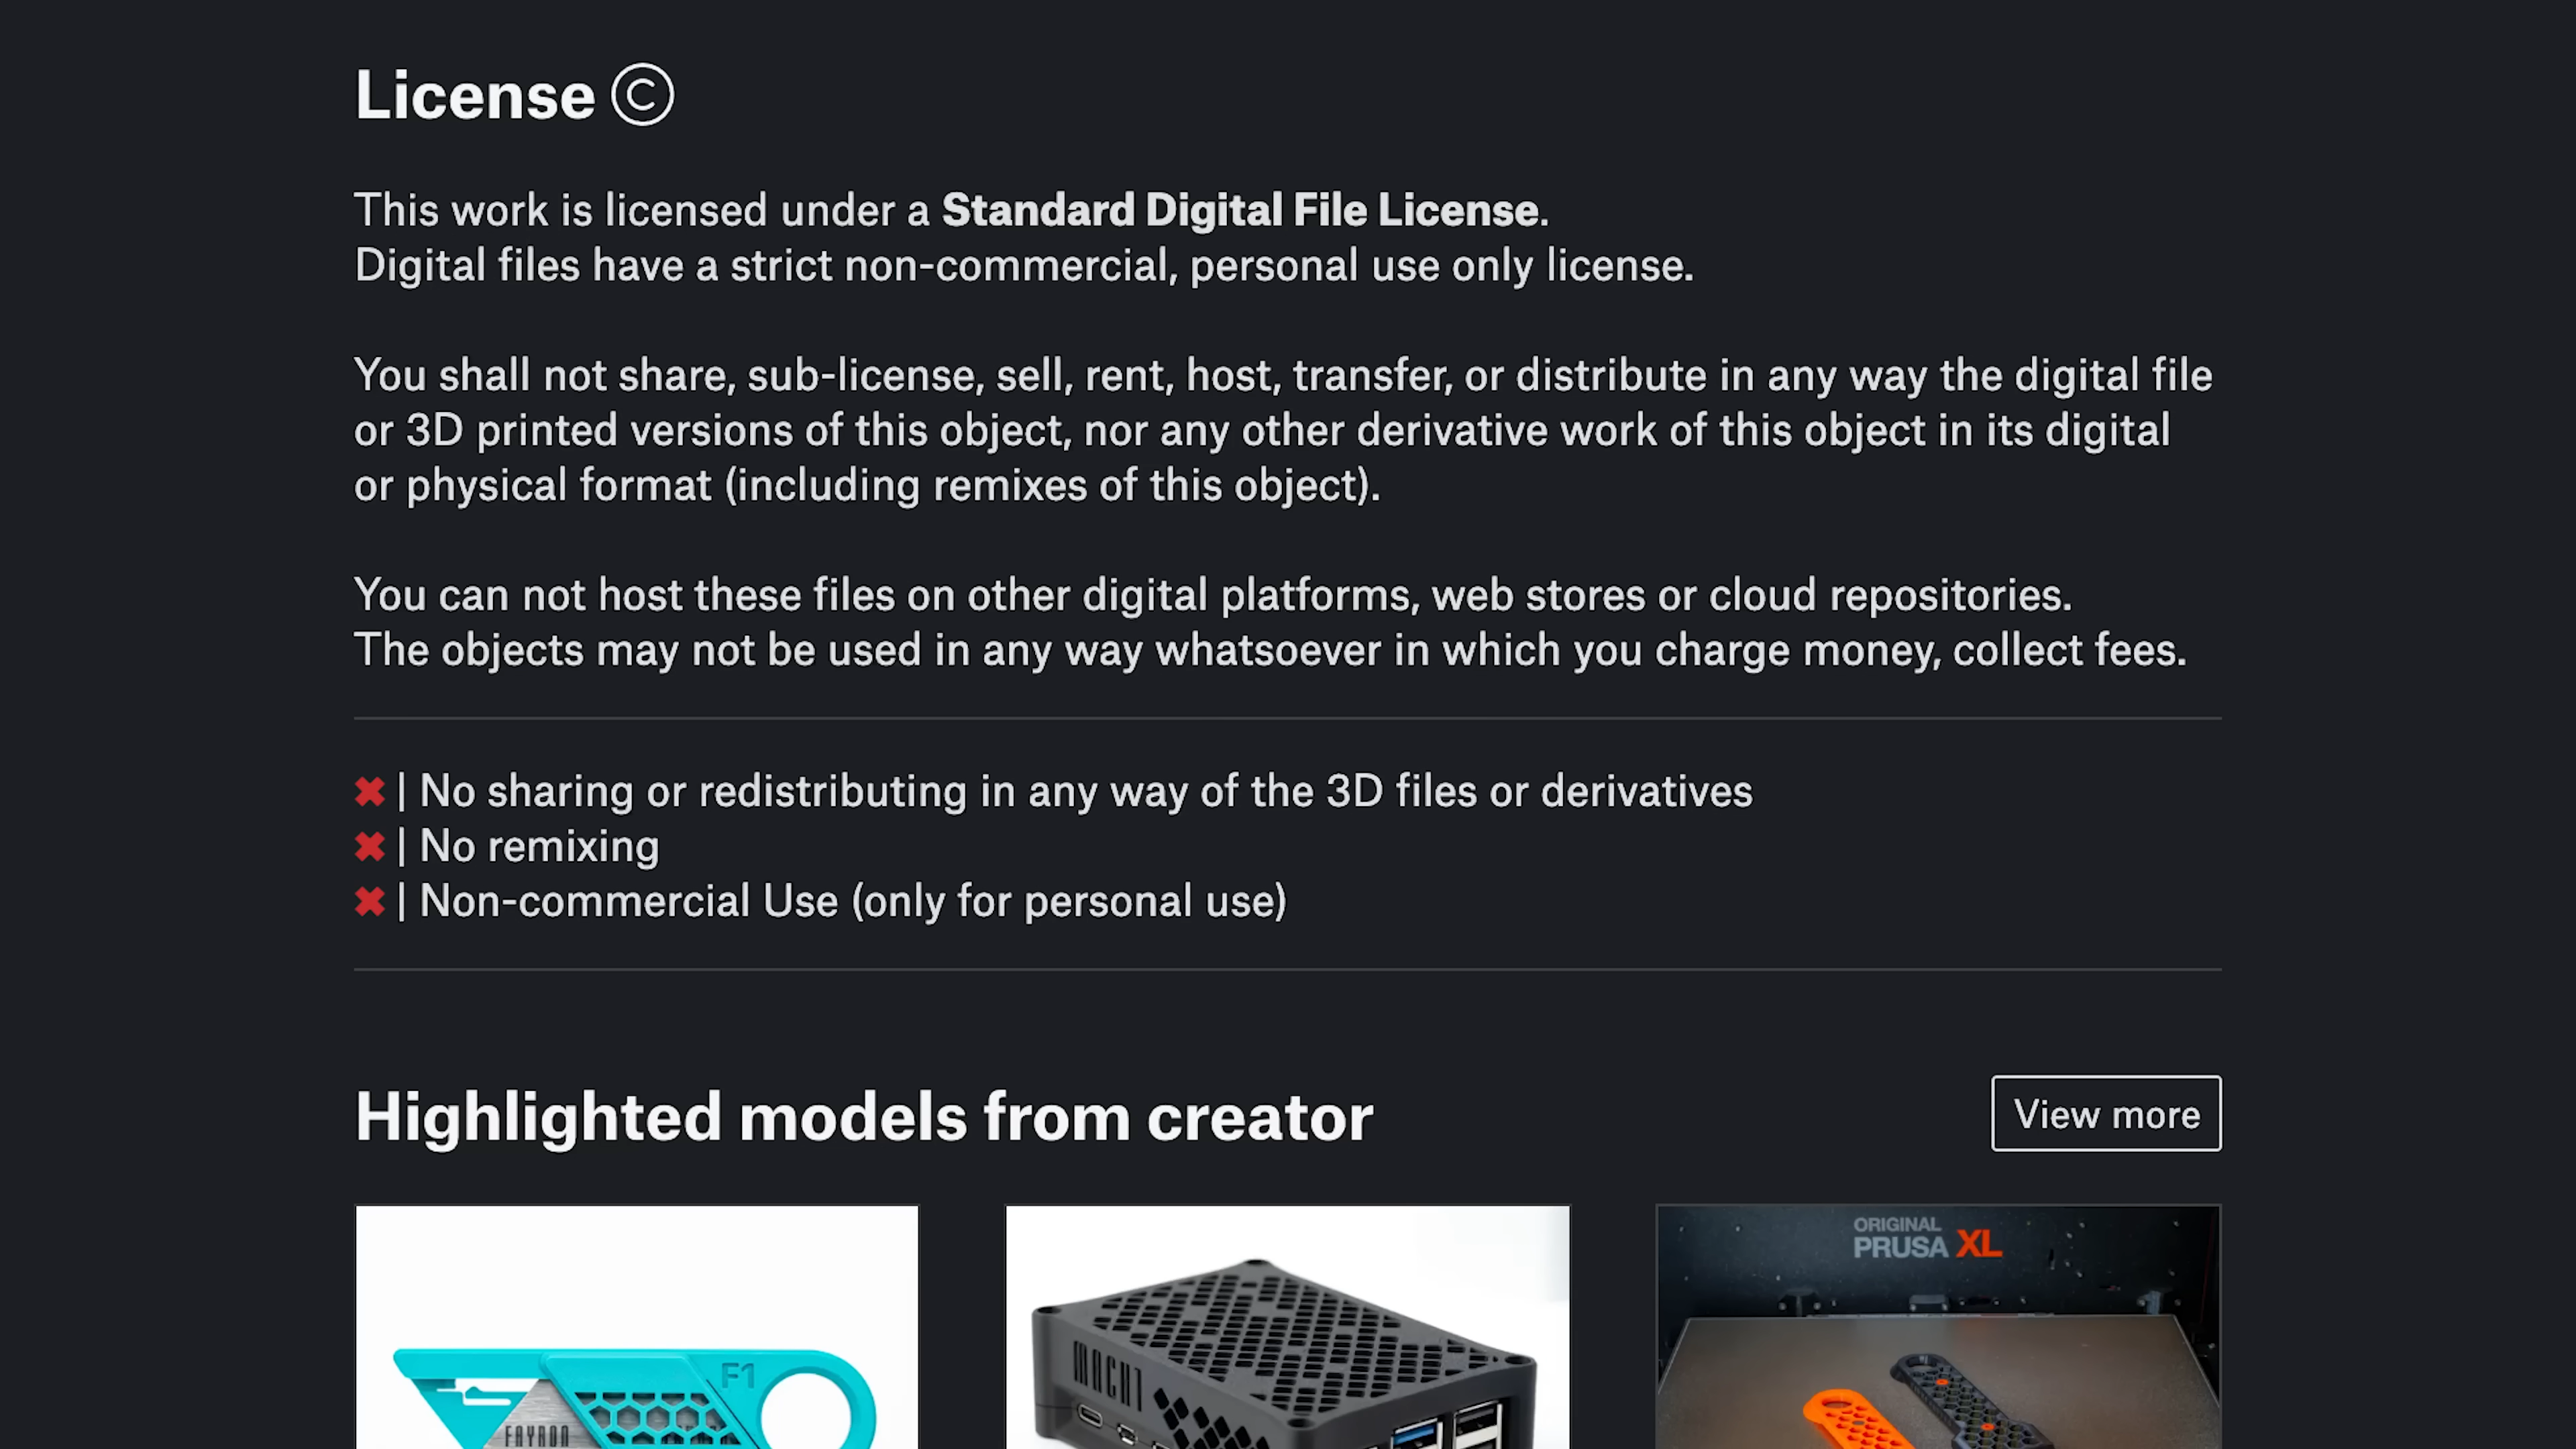 License ©
This work is licensed under a Standard Digital File License.
Digital files have a strict non-commercial, personal use only license.
You shall not share, sub-license, sell, rent, host, transfer, or distribute in any way the digital file
or 3D printed versions of this object, nor any other derivative work of this object in its digital
or physical format (including remixes of this object).
You can not host these files on other digital platforms, web stores or cloud repositories.
The objects may not be used in any way whatsoever in which you charge money, collect fees.
✖ | No sharing or redistributing in any way of the 3D files or derivatives
✖ | No remixing
✖ | Non-commercial Use (only for personal use)
Highlighted models from creator
View more
F1
FAYRON
MACH1
ORIGINAL
PRUSA XL